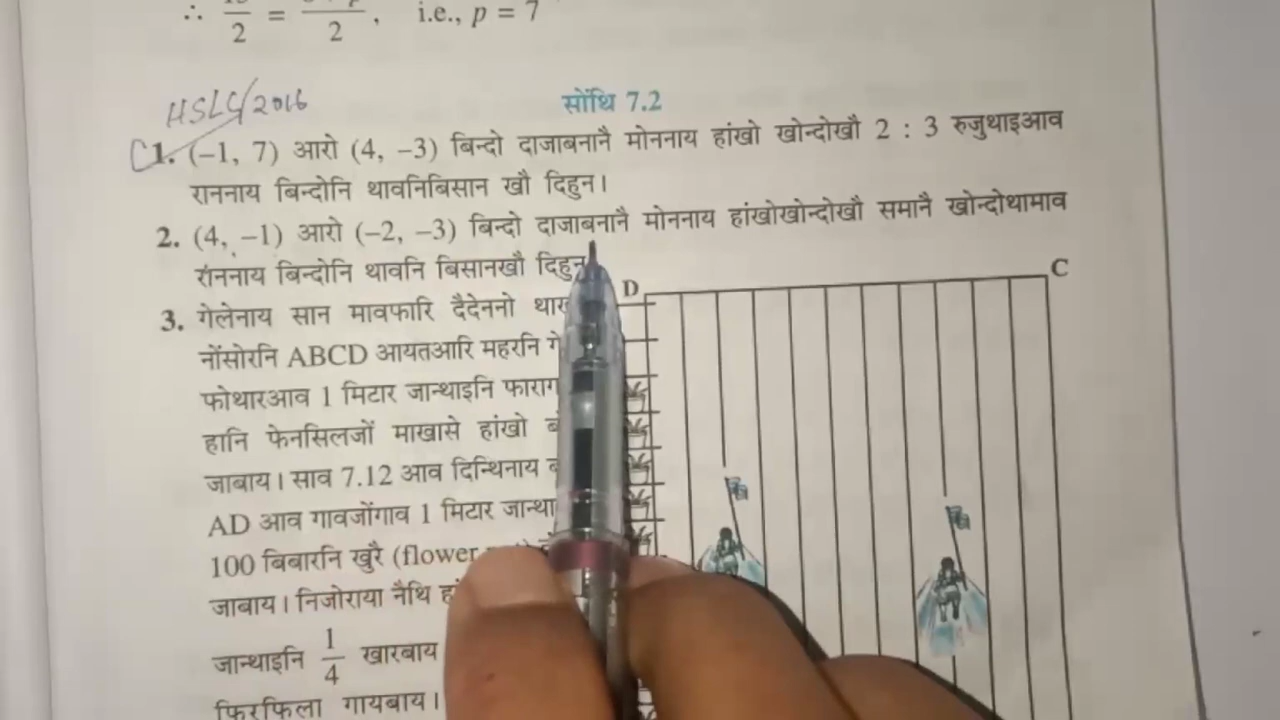 ∴ 2 = 2 , i.e., p = 7
HSLC/2016
सोंथि 7.2
1. (–1, 7) आरो (4, –3) बिन्दो दाजाबनानै मोननाय हांखो खोन्दोखौ 2 : 3 रुजुथाइआव
राननाय बिन्दोनि थावनिबिसान खौ दिहुन।
2. (4, –1) आरो (–2, –3) बिन्दो दाजाबनानै मोननाय हांखोखोन्दोखौ समानै खोन्दोथामाव
राननाय बिन्दोनि थावनि बिसानखौ दिहुन
D C
3. गेलेनाय सान मावफारि दैदेननो
नोंसोरनि ABCD आयतआरि महरनि
फोथारआव 1 मिटार जान्थाइनि
हानि फेनसिलजों माखासे हांखो
जाबाय। साव 7.12 आव दिन्थिनाय
AD आव गावजोंगाव 1 मिटार
100 बिबारनि खुरै (flower
जाबाय। निजोराया नैथि
जान्थाइनि 1/4 खारबाय
फिरफिला गायबाय।